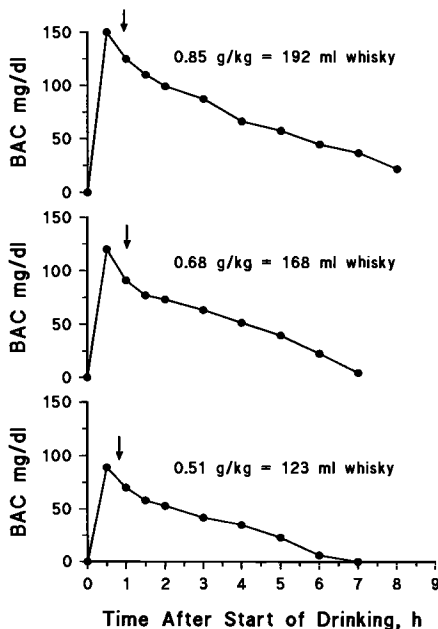 150
100
50
0
BAC mg/dl
0.85 g/kg = 192 ml whisky
150
100
50
0
BAC mg/dl
0.68 g/kg = 168 ml whisky
150
100
50
0
BAC mg/dl
0.51 g/kg = 123 ml whisky
0 1 2 3 4 5 6 7 8 9
Time After Start of Drinking, h